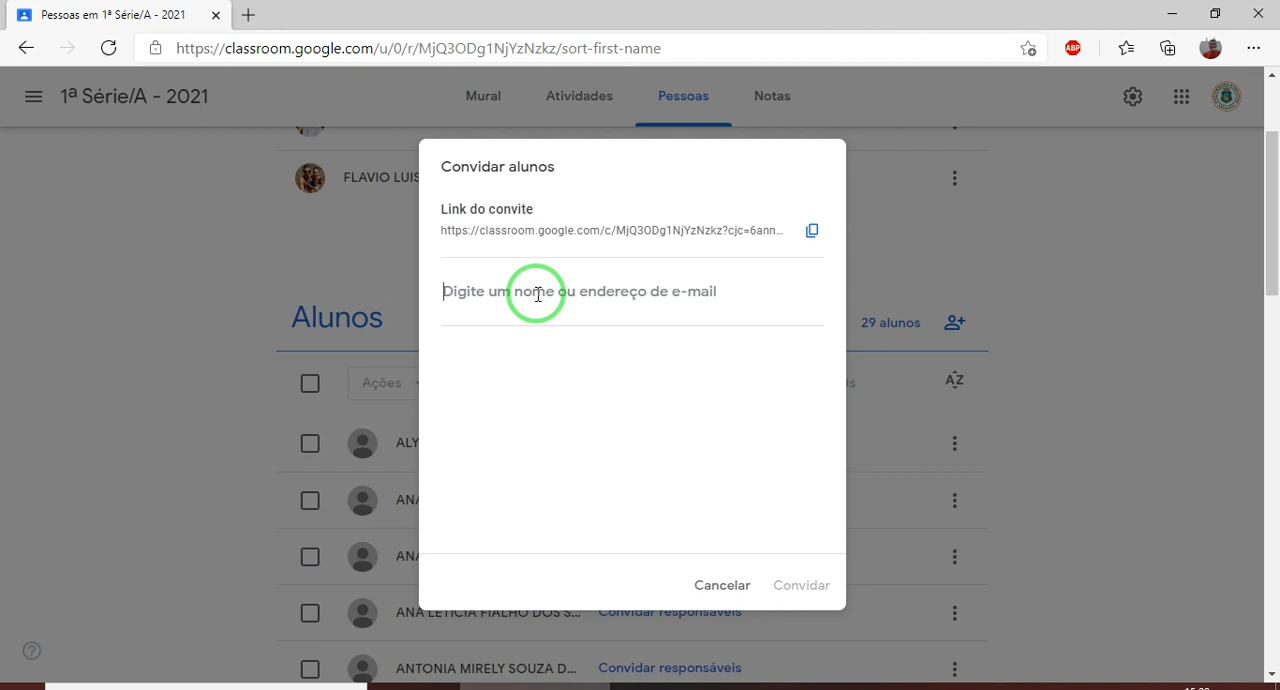 Pessoas em 1ª Série/A - 2021
https://classroom.google.com/u/0/r/MjQ3ODg1NjYzNzkz/sort-first-name
ABP
1ª Série/A - 2021
Mural
Atividades
Pessoas
Notas
FLAVIO LUIS
Convidar alunos
Link do convite
https://classroom.google.com/c/MjQ3ODg1NjYzNzkz?cjc=6ann...
Digite um nome ou endereço de e-mail
Alunos
29 alunos
Ações
is
AZ
ALY
ANA
ANA
Cancelar
Convidar
ANA LETICIA FIALHO DOS S...
Convidar responsáveis
ANTONIA MIRELY SOUZA D...
Convidar responsáveis